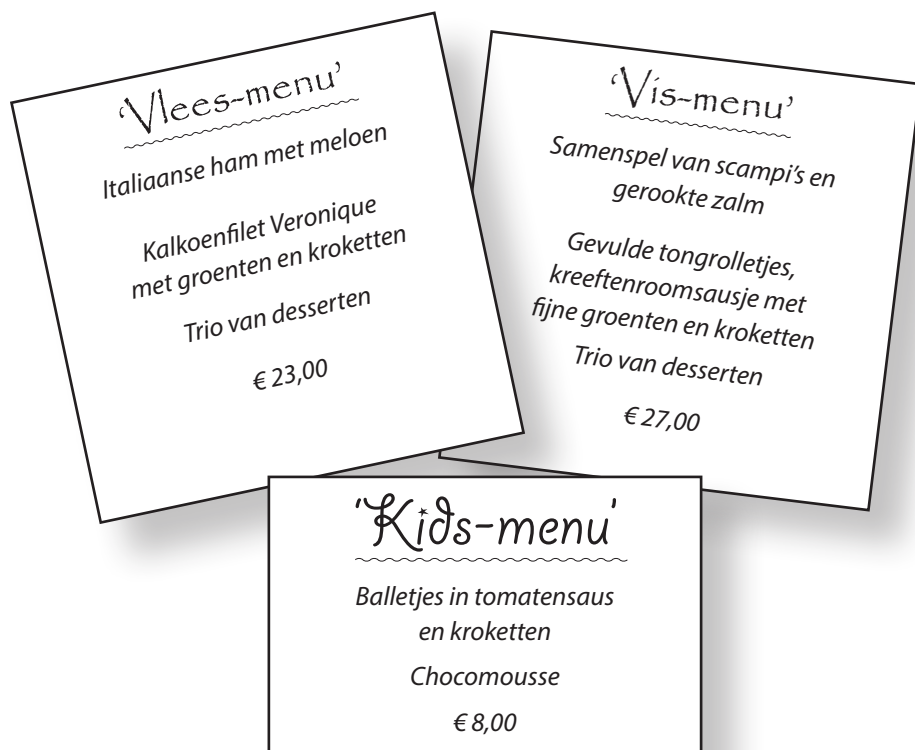 'Vlees-menu'
Italiaanse ham met meloen
Kalkoenfilet Veronique
met groenten en kroketten
Trio van desserten
€ 23,00
'Vis-menu'
Samenspel van scampi's en
gerookte zalm
Gevulde tongrolletjes,
kreeftenroomsausje met
fijne groenten en kroketten
Trio van desserten
€ 27,00
'Kids-menu'
Balletjes in tomatensaus
en kroketten
Chocomousse
€ 8,00